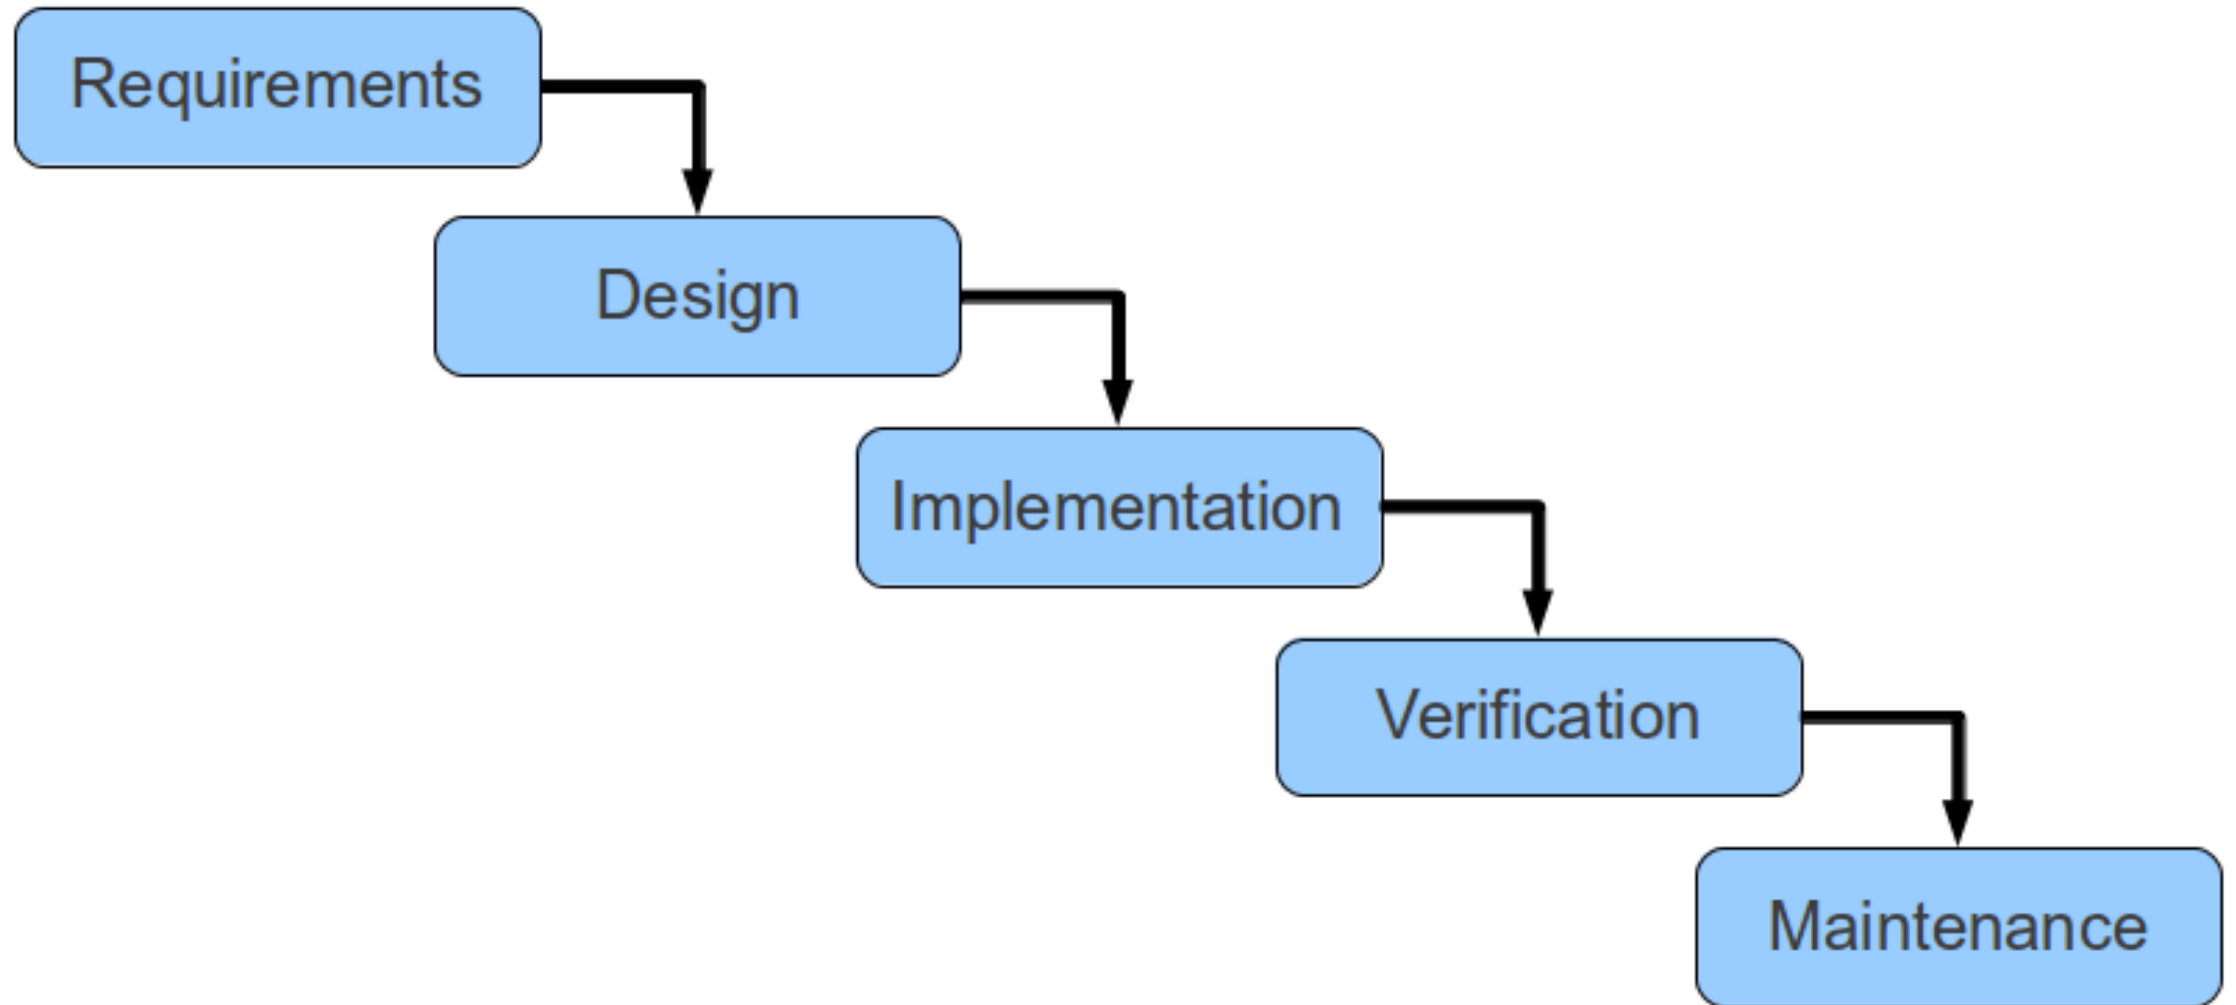 Requirements
Design
Implementation
Verification
Maintenance